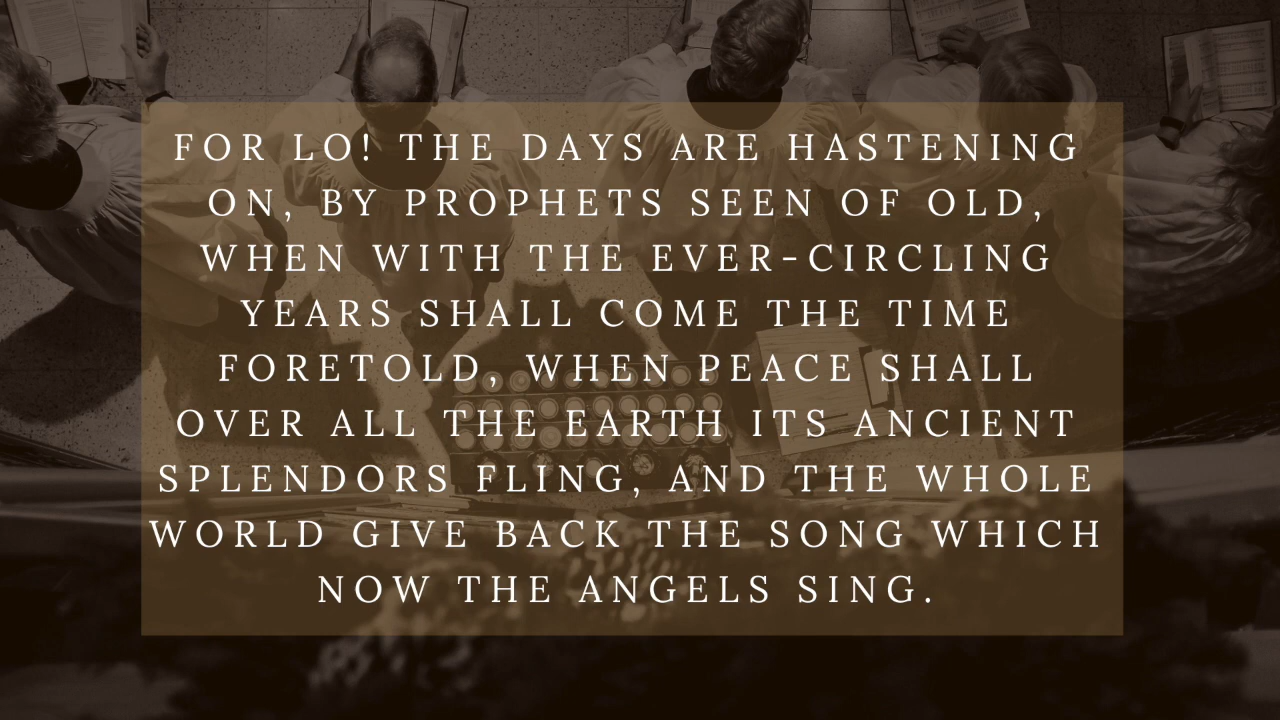 FOR LO! THE DAYS ARE HASTENING
ON, BY PROPHETS SEEN OF OLD,
WHEN WITH THE EVER-CIRCLING
YEARS SHALL COME THE TIME
FORETOLD, WHEN PEACE SHALL
OVER ALL THE EARTH ITS ANCIENT
SPLENDORS FLING, AND THE WHOLE
WORLD GIVE BACK THE SONG WHICH
NOW THE ANGELS SING.